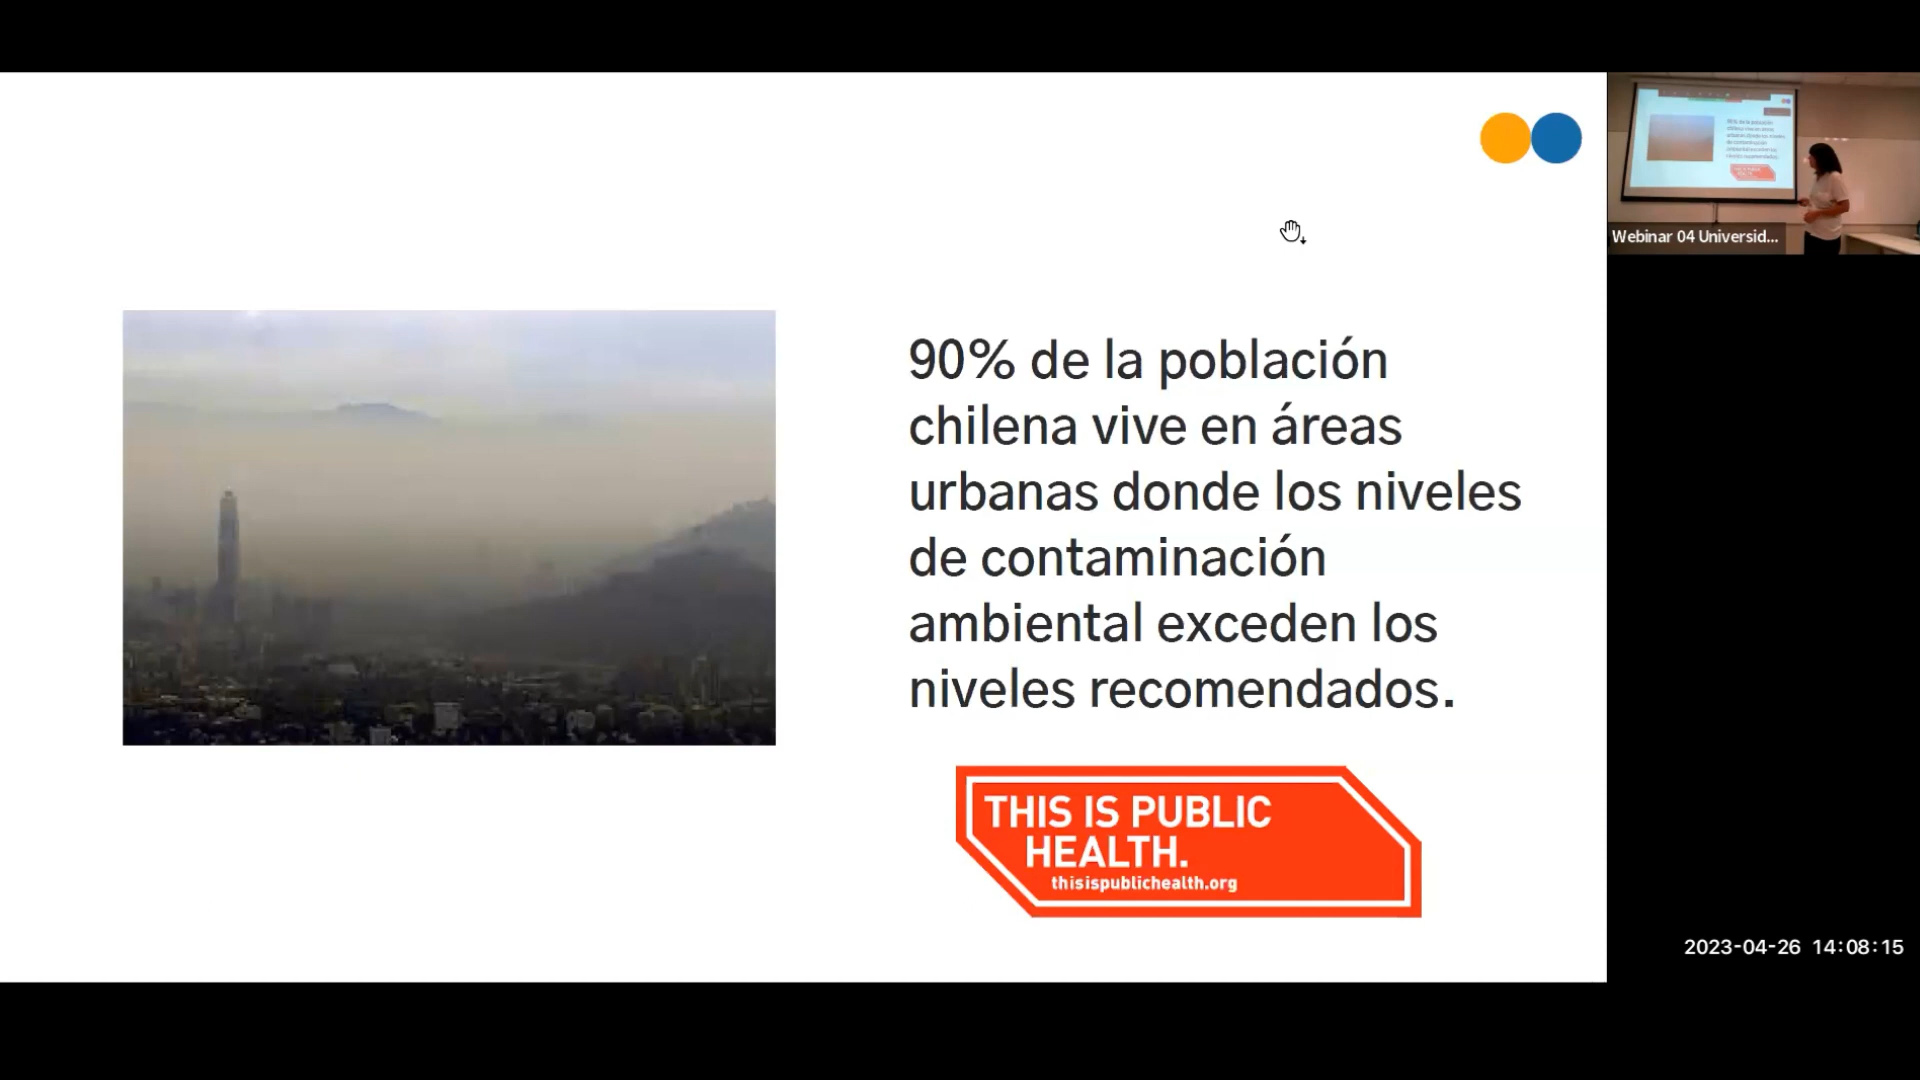 90% de la población
chilena vive en áreas
urbanas donde los niveles
de contaminación
ambiental exceden los
niveles recomendados.
THIS IS PUBLIC
HEALTH.
thisispublichealth.org
Webinar 04 Universid...
2023-04-26 14:08:15